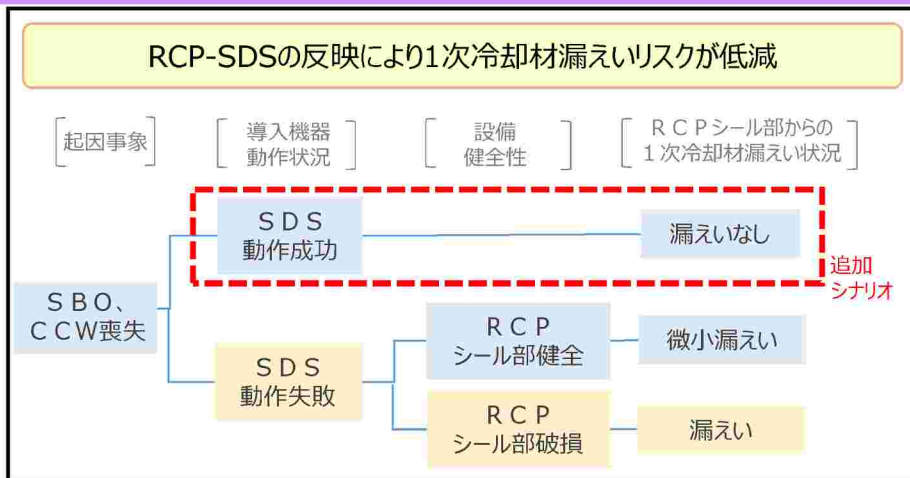 RCP-SDSの反映により1次冷却材漏えいリスクが低減
起因事象
導入機器
動作状況
設備
健全性
RCPシール部からの
1次冷却材漏えい状況
SDS
動作成功
漏えいなし
追加
シナリオ
SBO、
CCW喪失
RCP
シール部健全
微小漏えい
SDS
動作失敗
RCP
シール部破損
漏えい